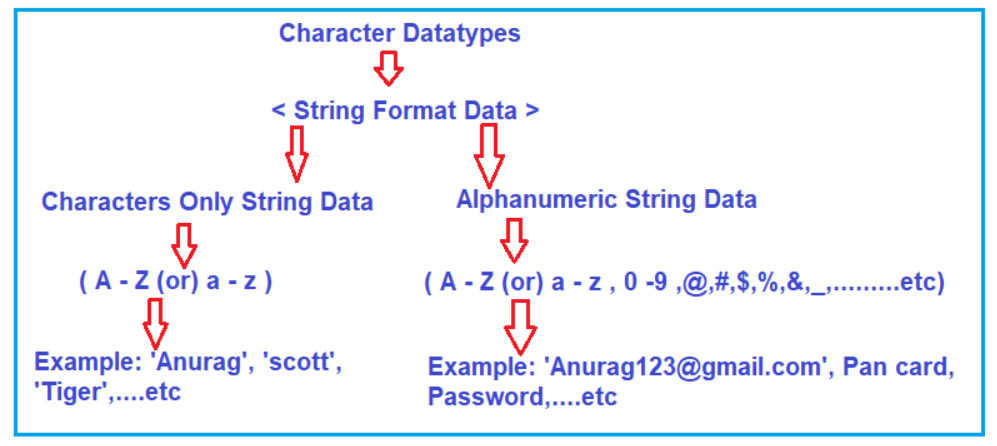 Character Datatypes
< String Format Data >
Characters Only String Data
Alphanumeric String Data
( A - Z (or) a - z )
( A - Z (or) a - z , 0 -9 ,@,#,$,%,&,_,.........etc)
Example: 'Anurag', 'scott',
'Tiger',....etc
Example: 'Anurag123@gmail.com', Pan card,
Password,....etc